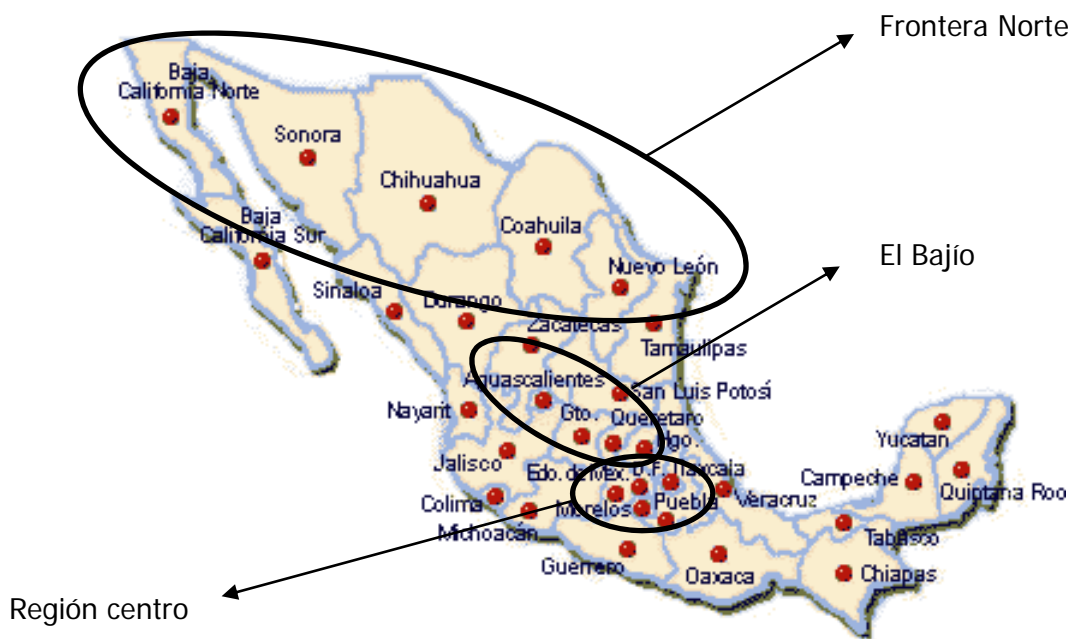 Frontera Norte
Baja
California Norte
Sonora
Chihuahua
Coahuila
Baja
California Sur
Nuevo León
El Bajío
Sinaloa
Durango
Zacatecas
Tamaulipas
Aguascalientes
San Luis Potosí
Nayarit
Gto.
Queretaro
Hgo.
Yucatan
Jalisco
Edo. de Mex.
D.F.
Tlaxcala
Campeche
Quintana Roo
Colima
Morelos
Puebla
Veracruz
Michoacán
Tabasco
Guerrero
Oaxaca
Chiapas
Región centro